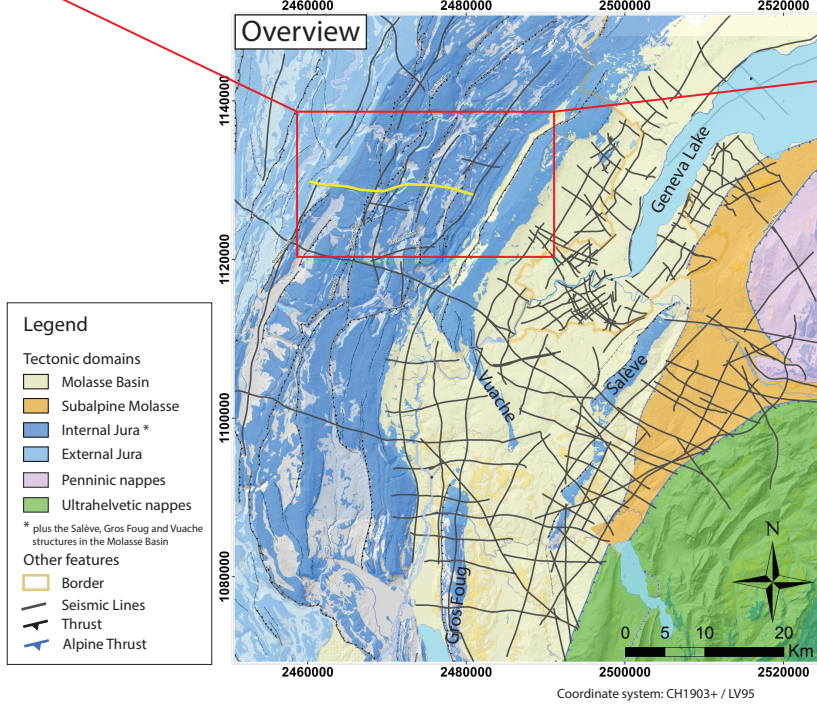 2460000
2480000
2500000
2520000
Overview
1140000
1120000
1100000
1080000
Geneva Lake
Salève
Vuache
Gros Foug
Legend
Tectonic domains
Molasse Basin
Subalpine Molasse
Internal Jura *
External Jura
Penninic nappes
Ultrahelvetic nappes
* plus the Salève, Gros Foug and Vuache
structures in the Molasse Basin
Other features
Border
Seismic Lines
Thrust
Alpine Thrust
N
0 5 10 20
Km
2460000
2480000
2500000
2520000
Coordinate system: CH1903+ / LV95